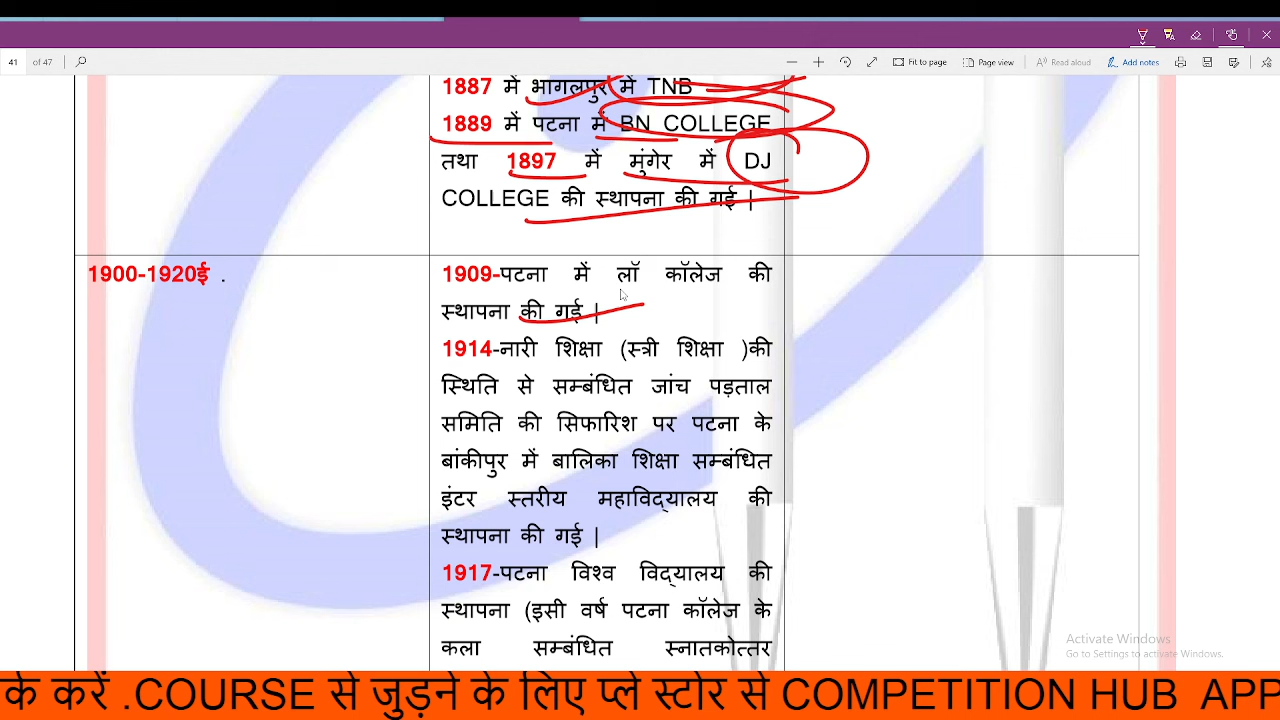 41 of 47
Fit to page
Page view
Read aloud
Add notes
1887 में भागलपुर में TNB
1889 में पटना में BN COLLEGE
तथा 1897 में मुंगेर में DJ
COLLEGE की स्थापना की गई |
1900-1920ई .
1909-पटना में लॉ कॉलेज की
स्थापना की गई |
1914-नारी शिक्षा (स्त्री शिक्षा )की
स्थिति से सम्बंधित जांच पड़ताल
समिति की सिफारिश पर पटना के
बांकीपुर में बालिका शिक्षा सम्बंधित
इंटर स्तरीय महाविद्यालय की
स्थापना की गई |
1917-पटना विश्व विद्यालय की
स्थापना (इसी वर्ष पटना कॉलेज के
कला सम्बंधित स्नातकोत्तर
Activate Windows
Go to Settings to activate Windows.
र्क करें .COURSE से जुड़ने के लिए प्ले स्टोर से COMPETITION HUB APP